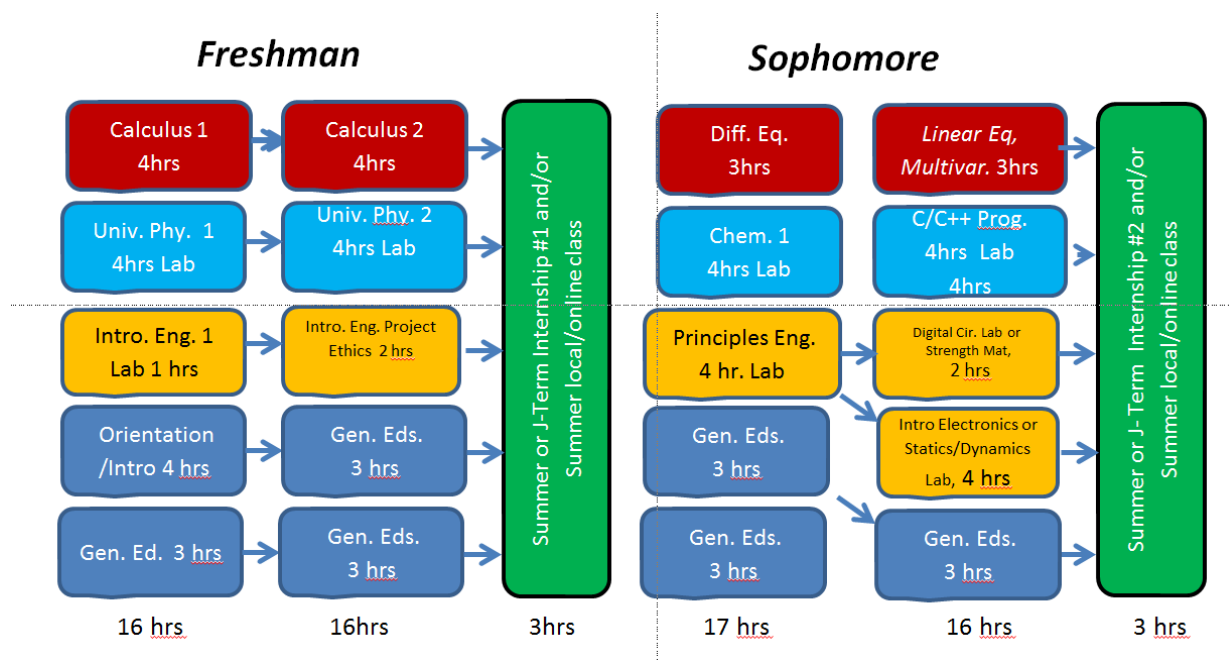 Freshman
Sophomore
Calculus 1
4hrs
Calculus 2
4hrs
Univ. Phy. 1
4hrs Lab
Univ. Phy. 2
4hrs Lab
Intro. Eng. 1
Lab 1 hrs
Intro. Eng. Project
Ethics 2 hrs
Orientation
/Intro 4 hrs
Gen. Eds.
3 hrs
Gen. Ed. 3 hrs
Gen. Eds.
3 hrs
Summer or J-Term Internship #1 and/or
Summer local/online class
Diff. Eq.
3hrs
Linear Eq,
Multivar. 3hrs
Chem. 1
4hrs Lab
C/C++ Prog.
4hrs Lab
4hrs
Principles Eng.
4 hr. Lab
Digital Cir. Lab or
Strength Mat,
2 hrs
Gen. Eds.
3 hrs
Intro Electronics or
Statics/Dynamics
Lab, 4 hrs
Gen. Eds.
3 hrs
Gen. Eds.
3 hrs
Summer or J-Term Internship #2 and/or
Summer local/online class
16 hrs
16hrs
3hrs
17 hrs
16 hrs
3 hrs